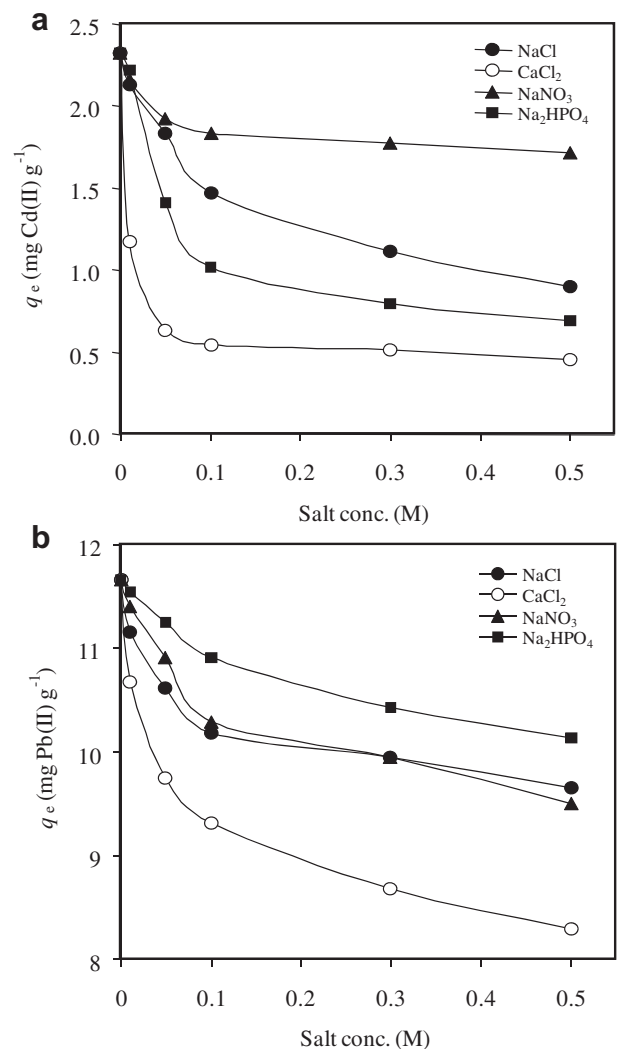 a
2.5
2.0
1.5
1.0
0.5
0.0
q e (mg Cd(II) g-1)
NaCl
CaCl2
NaNO3
Na2HPO4
0 0.1 0.2 0.3 0.4 0.5
Salt conc. (M)
b
12
11
10
9
8
q e (mg Pb(II) g-1)
NaCl
CaCl2
NaNO3
Na2HPO4
0 0.1 0.2 0.3 0.4 0.5
Salt conc. (M)